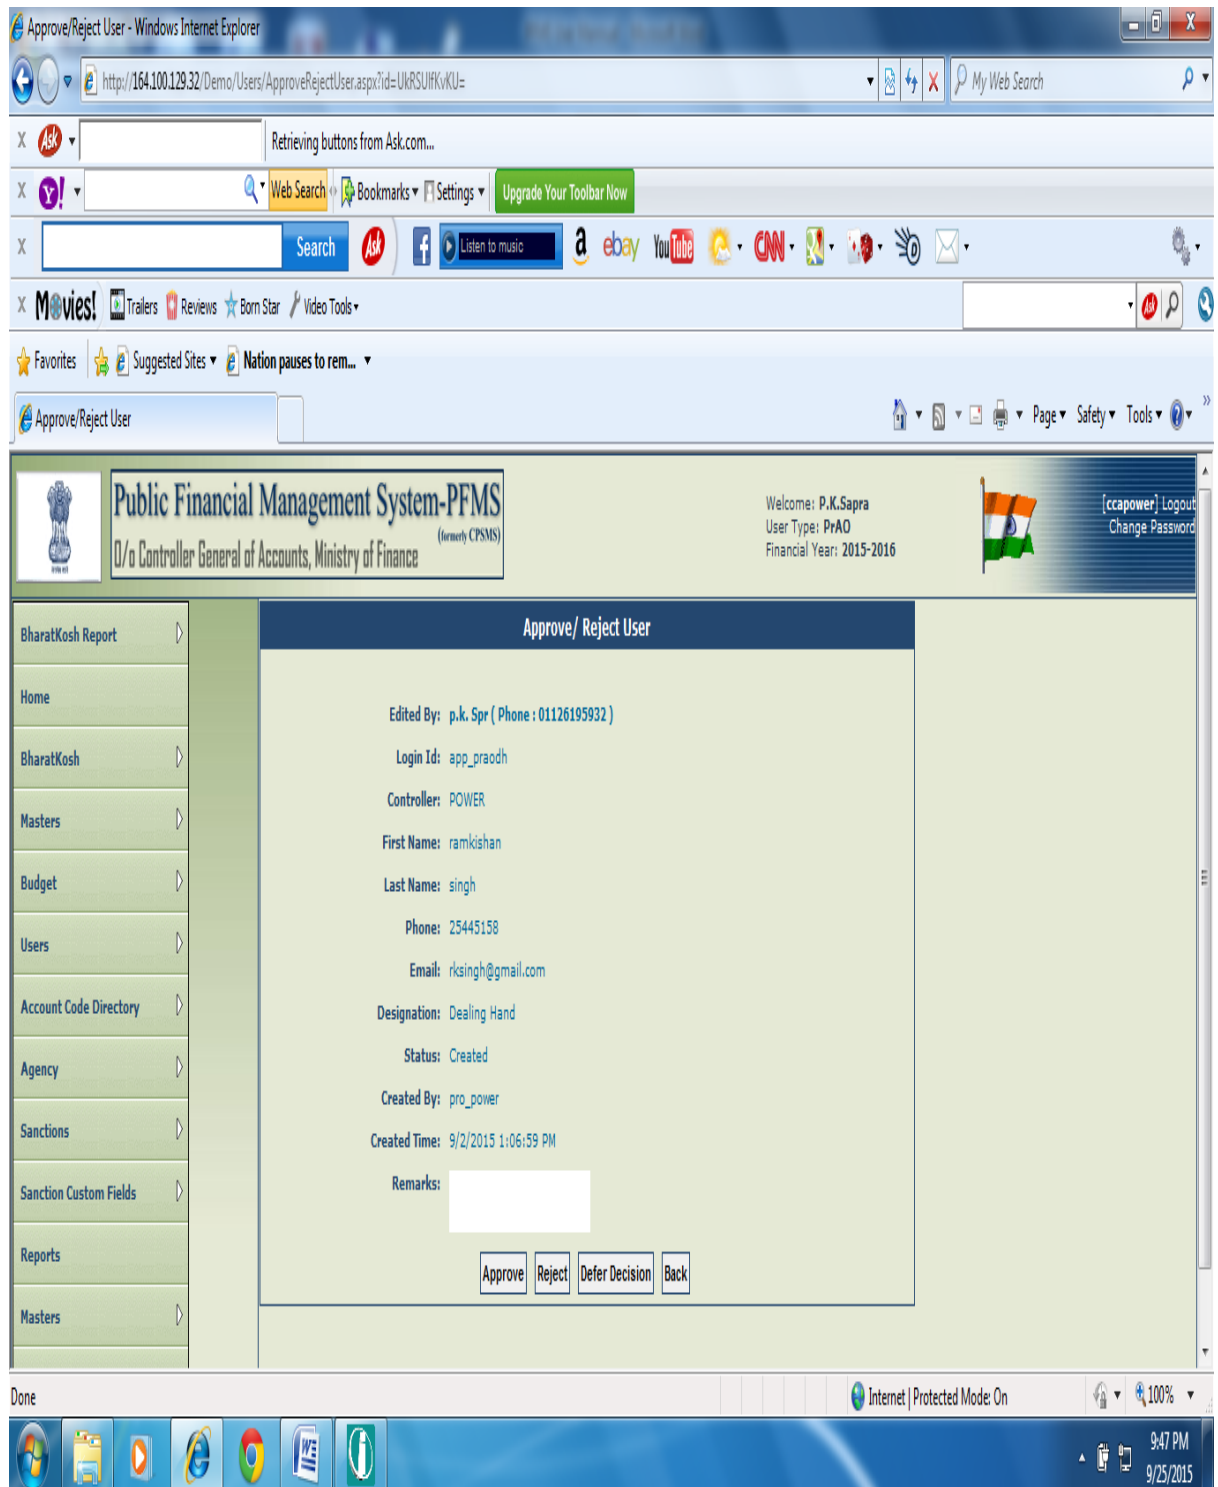 Approve/Reject User - Windows Internet Explorer
http://164.100.129.32/Demo/Users/ApproveRejectUser.aspx?id=UkRSUlfKvKU=
My Web Search
X Ask
Retrieving buttons from Ask.com...
X Y!
Web Search
Bookmarks
Settings
Upgrade Your Toolbar Now
X
Search
Ask
f
Listen to music
a
ebay
YouTube
CNN
X Movies!
Trailers
Reviews
Born Star
Video Tools
Ask
Favorites
Suggested Sites
Nation pauses to rem...
Approve/Reject User
Page
Safety
Tools
»
Public Financial Management System-PFMS
(formerly CPSMS)
O/o Controller General of Accounts, Ministry of Finance
Welcome: P.K.Sapra
User Type: PrAO
Financial Year: 2015-2016
[ccapower] Logout
Change Password
BharatKosh Report
Home
BharatKosh
Masters
Budget
Users
Account Code Directory
Agency
Sanctions
Sanction Custom Fields
Reports
Masters
Approve/ Reject User
Edited By: p.k. Spr ( Phone : 01126195932 )
Login Id: app_praodh
Controller: POWER
First Name: ramkishan
Last Name: singh
Phone: 25445158
Email: rksingh@gmail.com
Designation: Dealing Hand
Status: Created
Created By: pro_power
Created Time: 9/2/2015 1:06:59 PM
Remarks:
Approve
Reject
Defer Decision
Back
Done
Internet | Protected Mode: On
100%
9:47 PM
9/25/2015